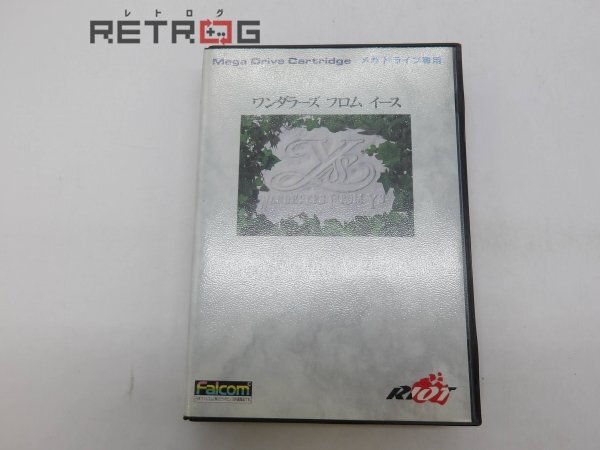 レトログ
RETROG
Mega Drive Cartridge メガドライブ専用
ワンダラーズ フロム イース
Ys
WANDERERS FROM Ys
Falcom
RIOT